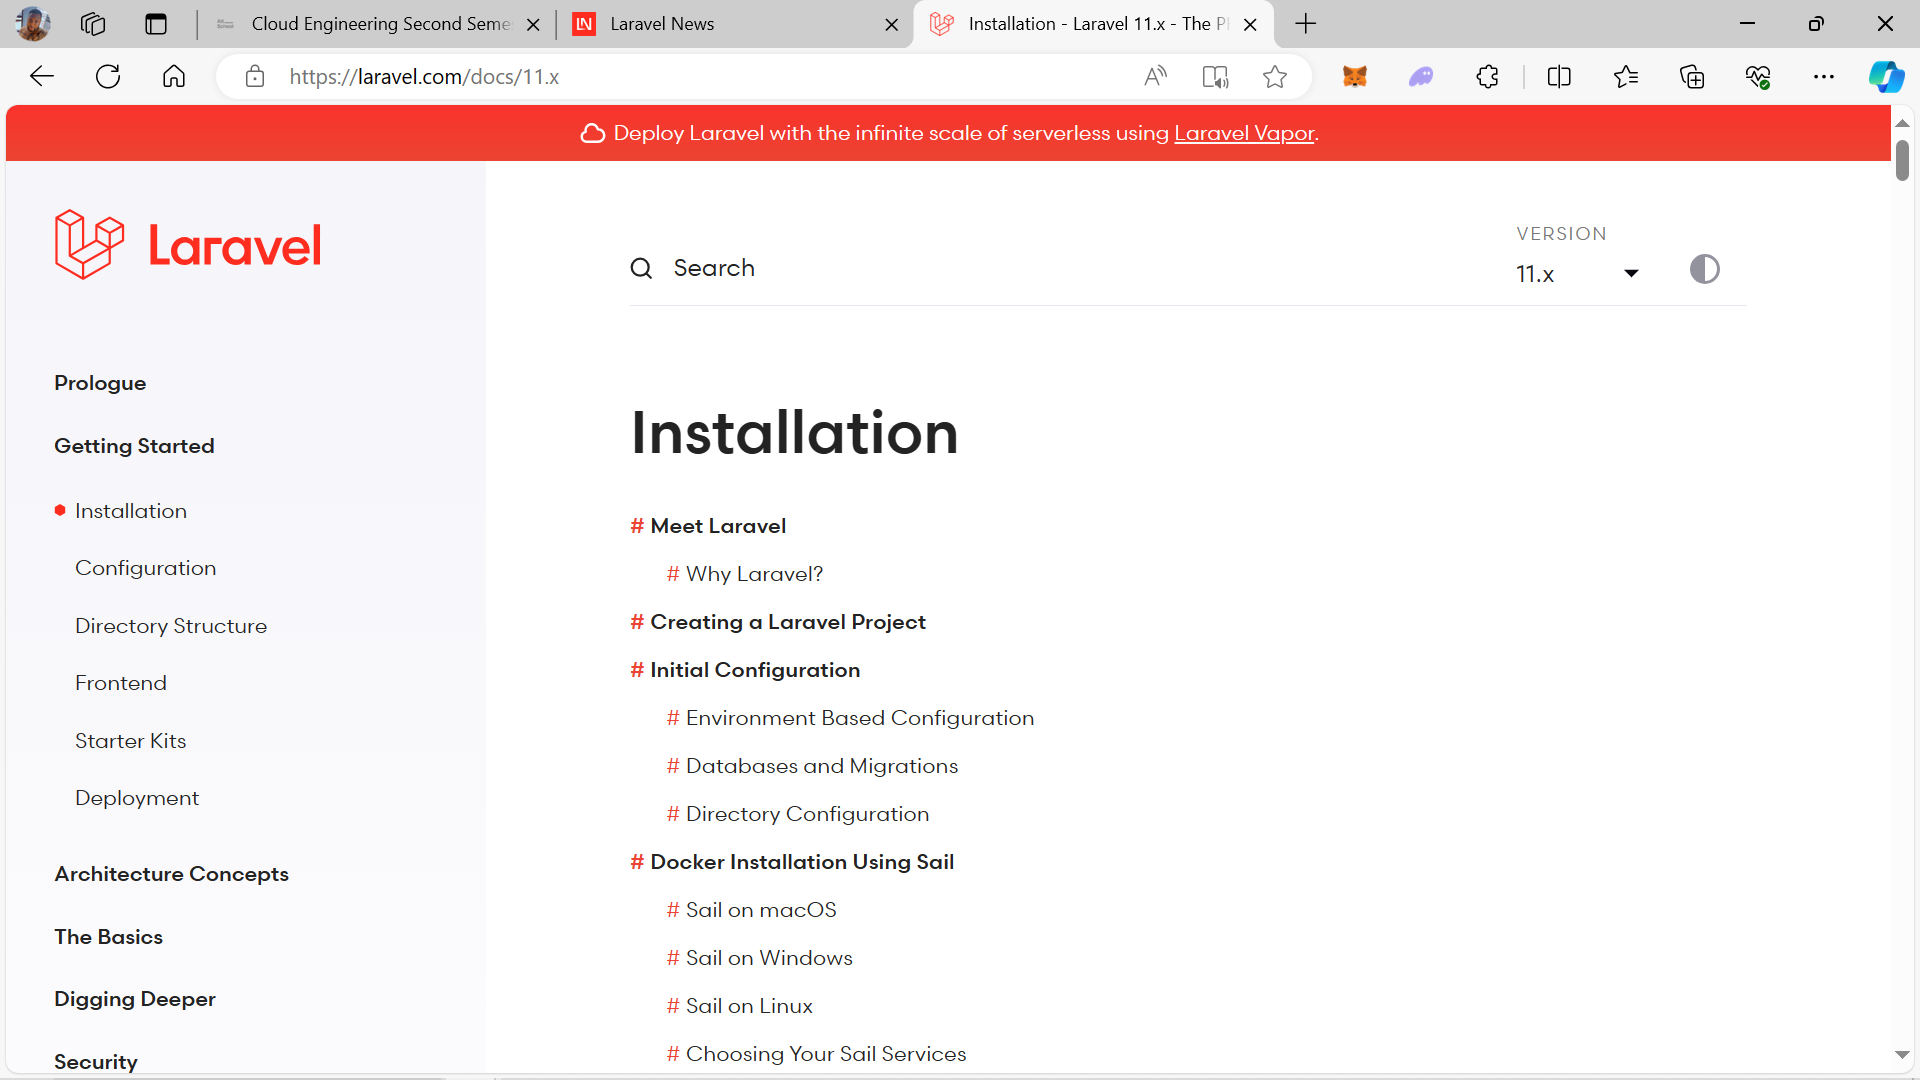 Cloud Engineering Second Seme
Laravel News
Installation - Laravel 11.x - The P
https://laravel.com/docs/11.x
Deploy Laravel with the infinite scale of serverless using Laravel Vapor.
Laravel
VERSION
Search
11.x
Prologue
Getting Started
Installation
Configuration
Directory Structure
Frontend
Starter Kits
Deployment
Architecture Concepts
The Basics
Digging Deeper
Security
Installation
# Meet Laravel
# Why Laravel?
# Creating a Laravel Project
# Initial Configuration
# Environment Based Configuration
# Databases and Migrations
# Directory Configuration
# Docker Installation Using Sail
# Sail on macOS
# Sail on Windows
# Sail on Linux
# Choosing Your Sail Services